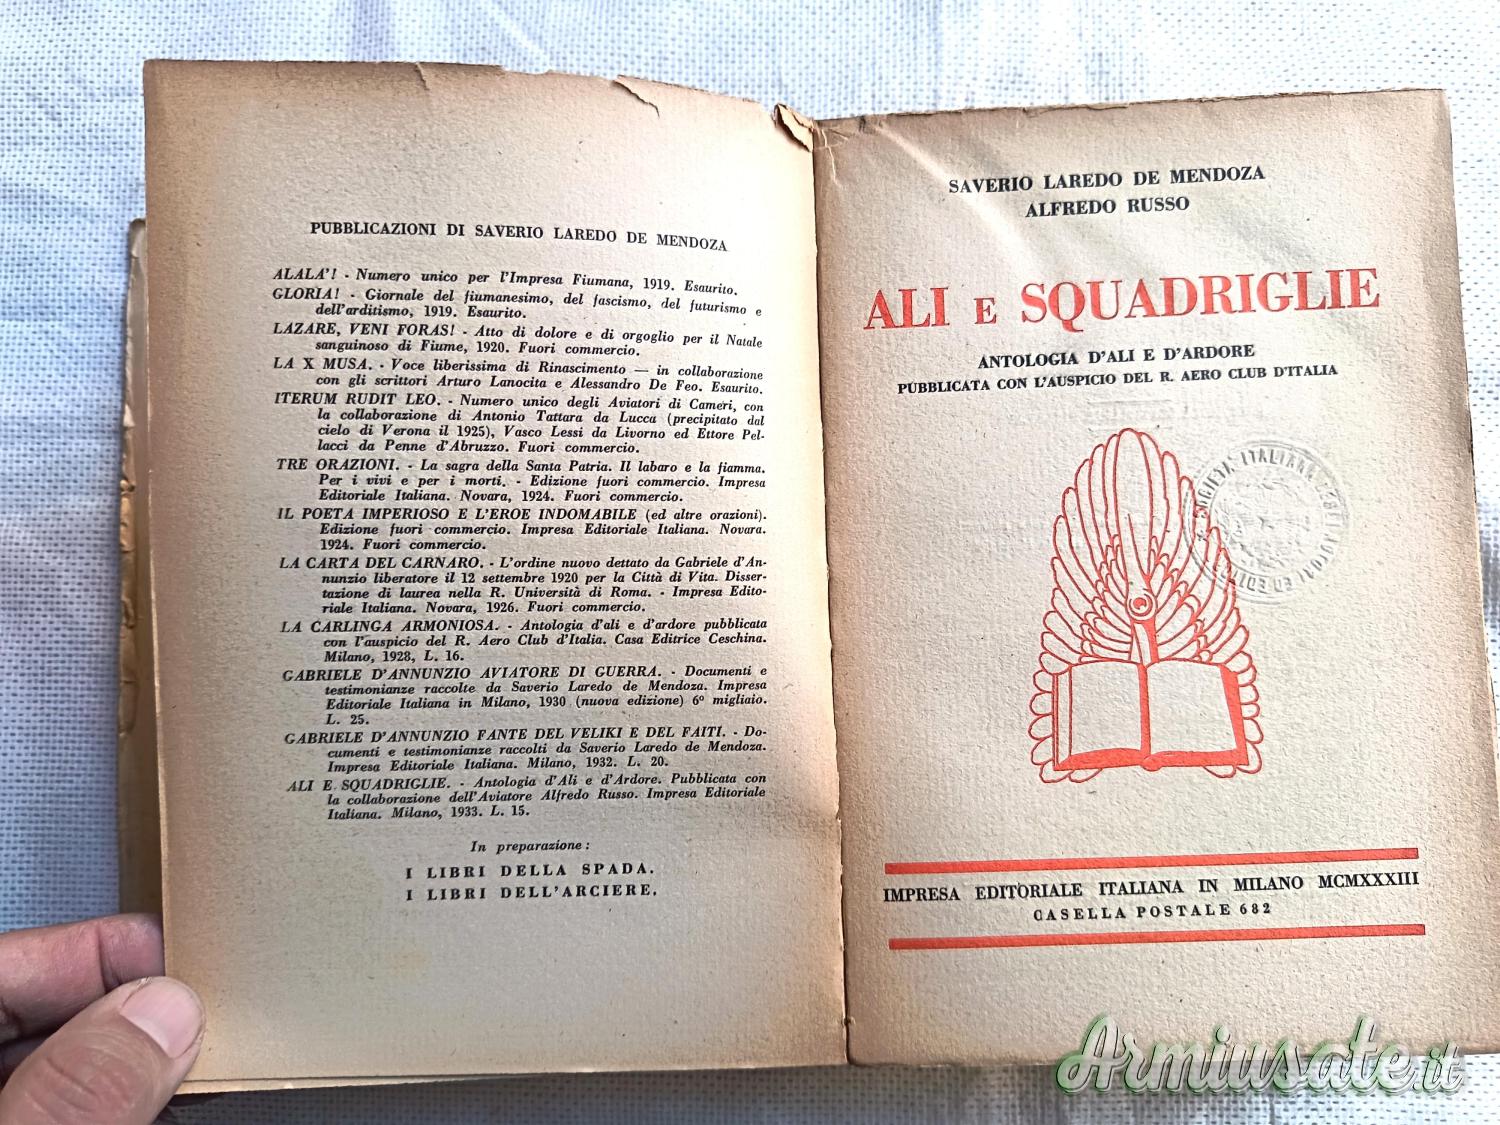 PUBBLICAZIONI DI SAVERIO LAREDO DE MENDOZA
ALALA'! - Numero unico per l'Impresa Fiumana, 1919. Esaurito.
GLORIA! - Giornale del fiumanesimo, del fascismo, del futurismo e
dell'arditismo, 1919. Esaurito.
LAZARE, VENI FORAS! - Atto di dolore e di orgoglio per il Natale
sanguinoso di Fiume, 1920. Fuori commercio.
LA X MUSA. - Voce liberissima di Rinascimento — in collaborazione
con gli scrittori Arturo Lanocita e Alessandro De Feo. Esaurito.
ITERUM RUDIT LEO. - Numero unico degli Aviatori di Cameri, con
la collaborazione di Antonio Tattara da Lucca (precipitato dal
cielo di Verona il 1925), Vasco Lessi da Livorno ed Ettore Pel-
lacci da Penne d'Abruzzo. Fuori commercio.
TRE ORAZIONI. - La sagra della Santa Patria. Il labaro e la fiamma.
Per i vivi e per i morti. - Edizione fuori commercio. Impresa
Editoriale Italiana. Novara, 1924. Fuori commercio.
IL POETA IMPERIOSO E L'EROE INDOMABILE (ed altre orazioni).
Edizione fuori commercio. Impresa Editoriale Italiana. Novara.
1924. Fuori commercio.
LA CARTA DEL CARNARO. - L'ordine nuovo dettato da Gabriele d'An-
nunzio liberatore il 12 settembre 1920 per la Città di Vita. Disser-
tazione di laurea nella R. Università di Roma. - Impresa Edito-
riale Italiana. Novara, 1926. Fuori commercio.
LA CARLINGA ARMONIOSA. - Antologia d'ali e d'ardore pubblicata
con l'auspicio del R. Aero Club d'Italia. Casa Editrice Ceschina.
Milano, 1928, L. 16.
GABRIELE D'ANNUNZIO AVIATORE DI GUERRA. - Documenti e
testimonianze raccolte da Saverio Laredo de Mendoza. Impresa
Editoriale Italiana in Milano, 1930 (nuova edizione) 6° migliaio.
L. 25.
GABRIELE D'ANNUNZIO FANTE DEL VELIKI E DEL FAITI. - Do-
cumenti e testimonianze raccolti da Saverio Laredo de Mendoza.
Impresa Editoriale Italiana. Milano, 1932. L. 20.
ALI E SQUADRIGLIE. - Antologia d'Ali e d'Ardore. Pubblicata con
la collaborazione dell'Aviatore Alfredo Russo. Impresa Editoriale
Italiana. Milano, 1933. L. 15.
In preparazione:
I LIBRI DELLA SPADA.
I LIBRI DELL'ARCIERE.
SAVERIO LAREDO DE MENDOZA
ALFREDO RUSSO
ALI E SQUADRIGLIE
ANTOLOGIA D'ALI E D'ARDORE
PUBBLICATA CON L'AUSPICIO DEL R. AERO CLUB D'ITALIA
SOCIETÀ ITALIANA AUTORI ED EDITORI
IMPRESA EDITORIALE ITALIANA IN MILANO MCMXXXIII
CASELLA POSTALE 682
Armiusate.it